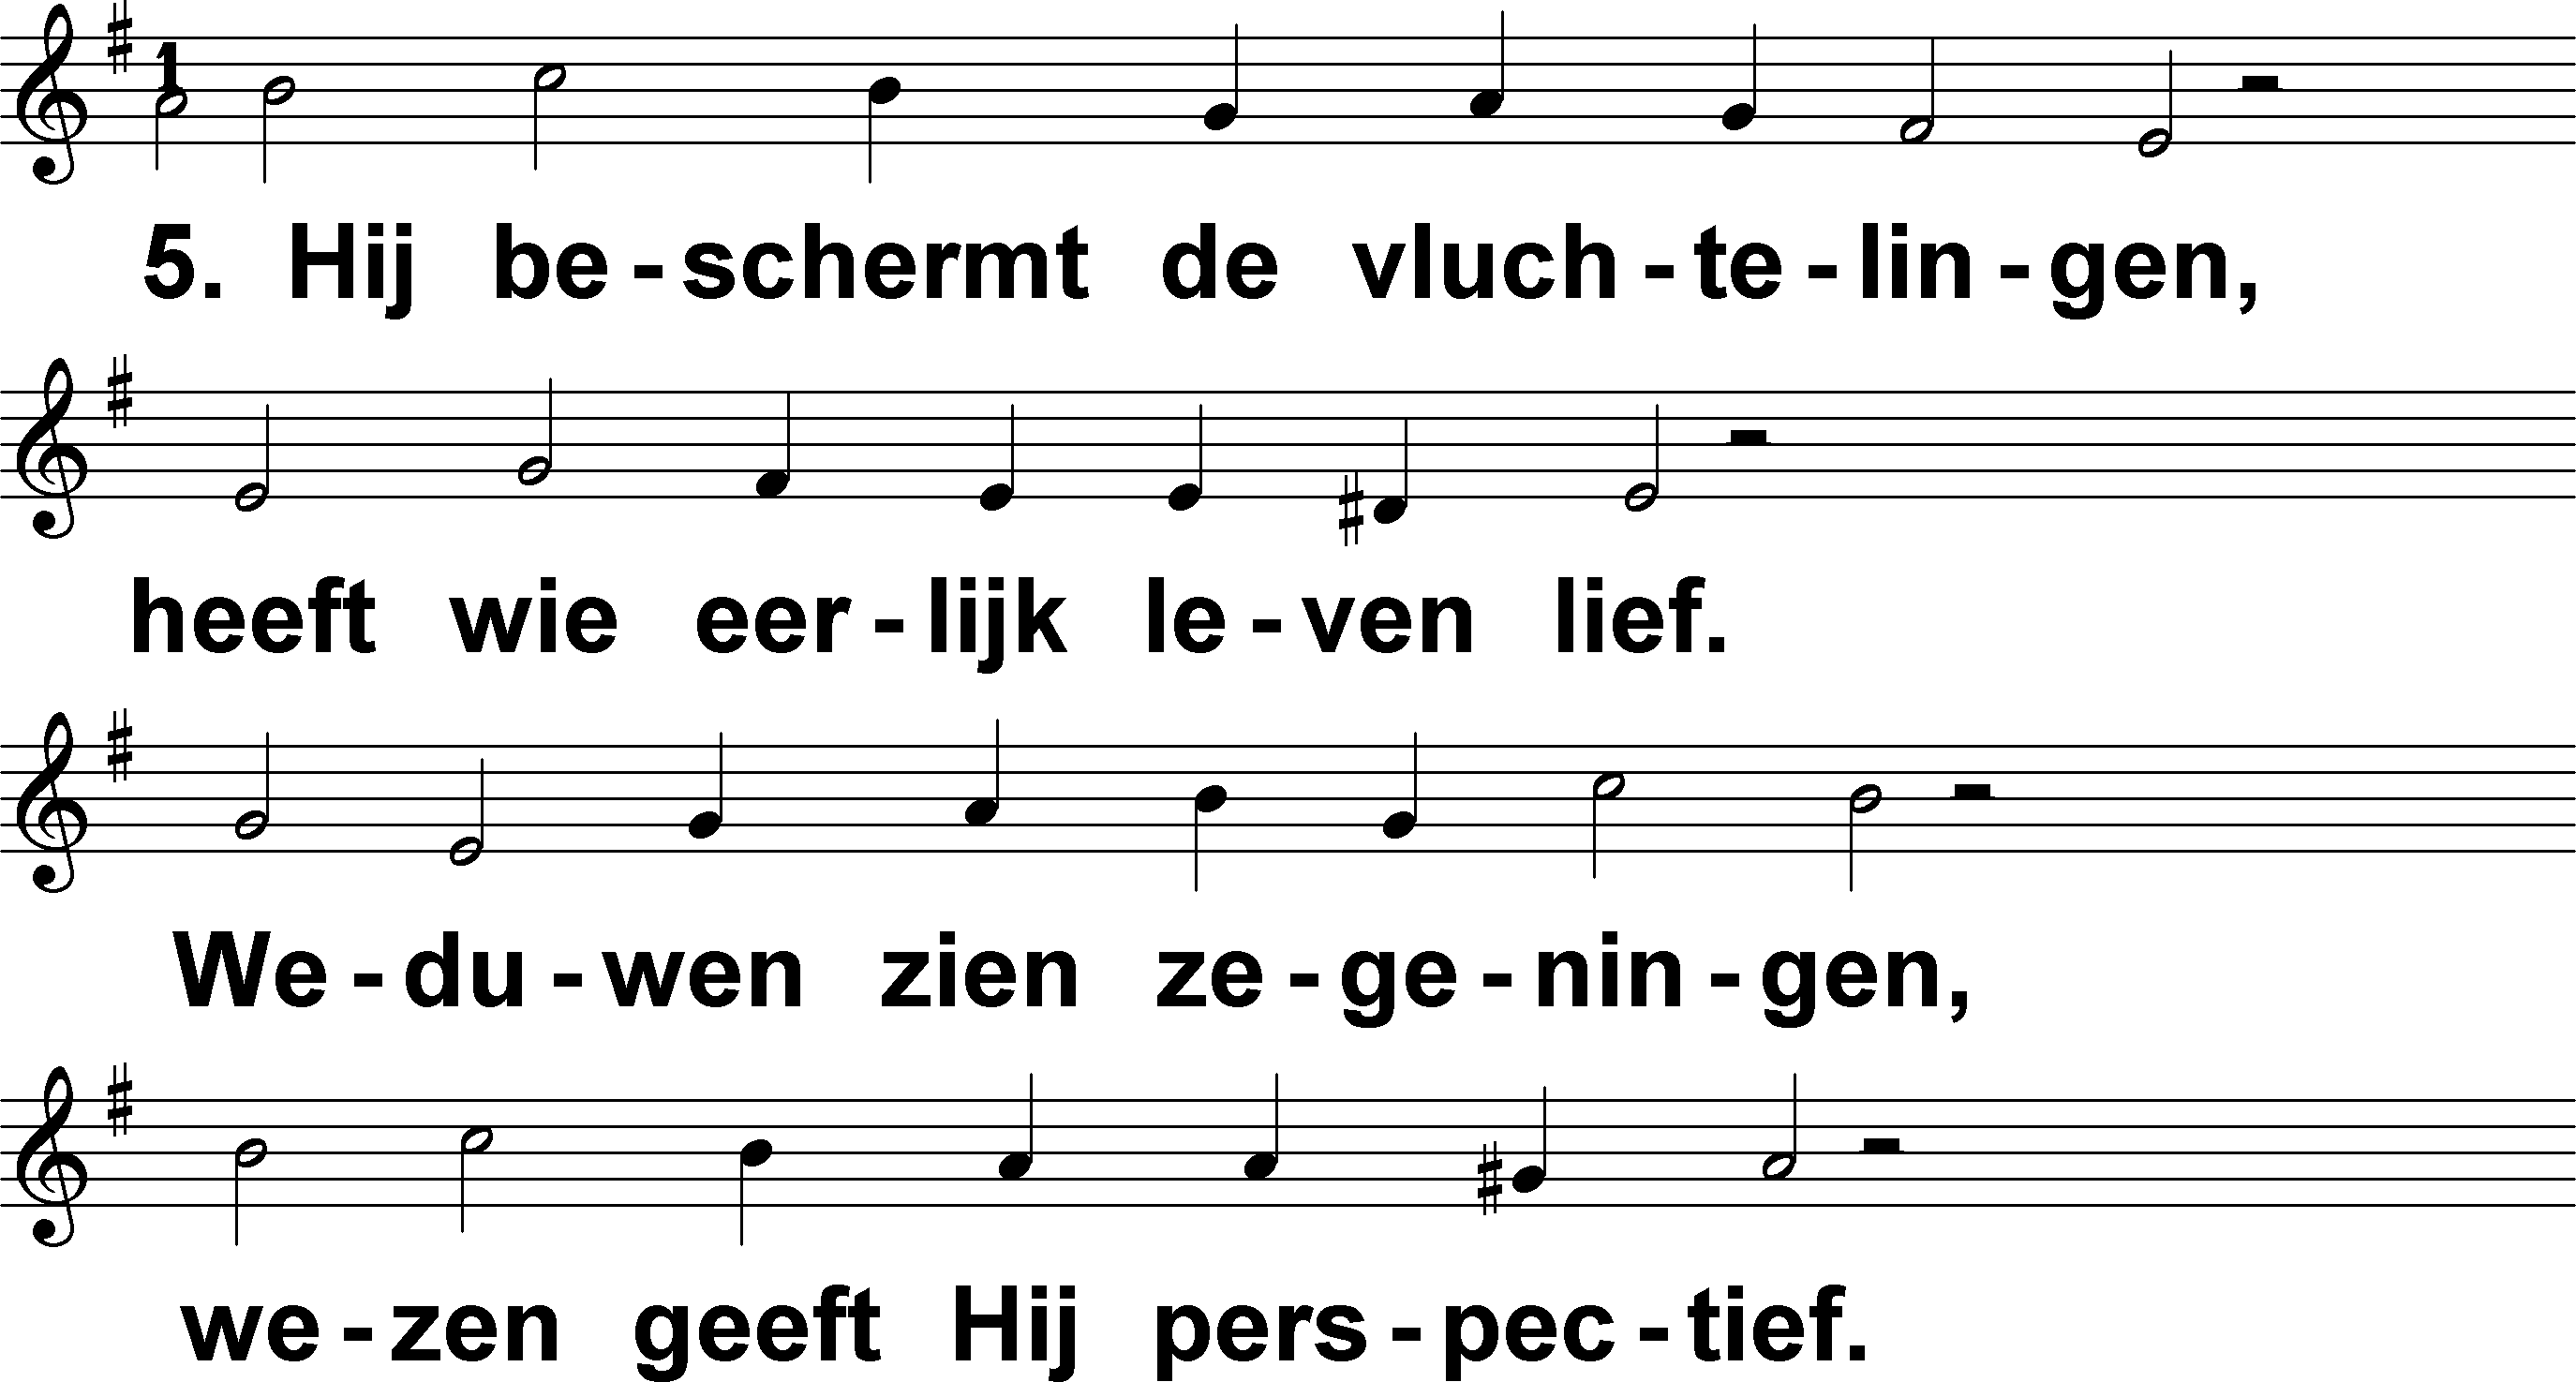 1
5. Hij be-schermt de vluch-te-lin-gen,
heeft wie eer-lijk le-ven lief.
We-du-wen zien ze-ge-nin-gen,
we-zen geeft Hij pers-pec-tief.